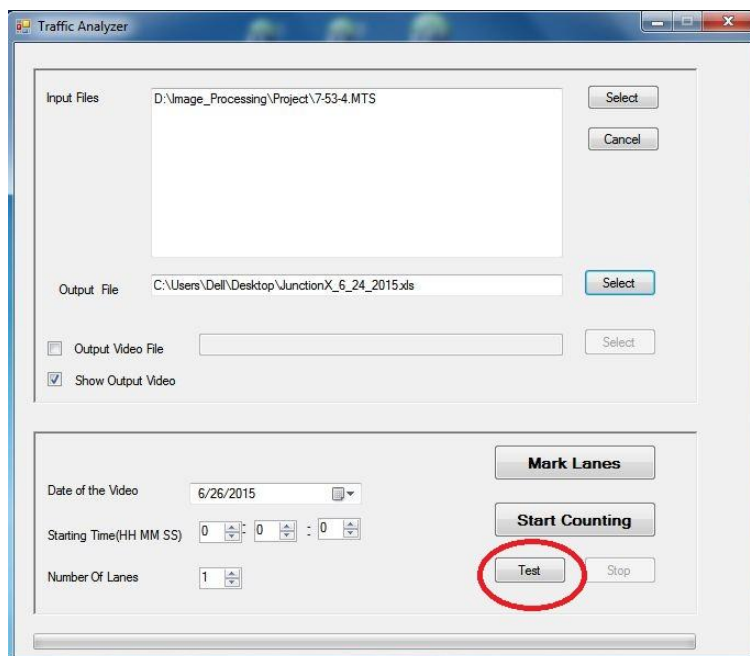 Traffic Analyzer
Input Files
D:\Image_Processing\Project\7-53-4.MTS
Select
Cancel
Output File
C:\Users\Dell\Desktop\JunctionX_6_24_2015.xls
Select
Output Video File
Select
Show Output Video
Mark Lanes
Date of the Video
6/26/2015
Start Counting
Starting Time(HH MM SS)
0 : 0 : 0
Number Of Lanes
1
Test
Stop